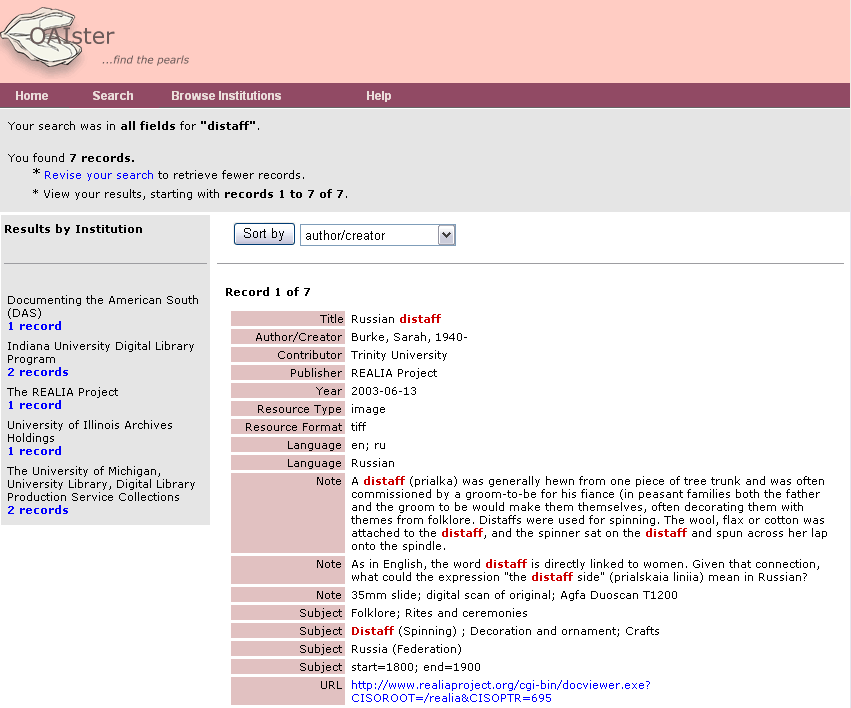 OAIster
...find the pearls
Home Search Browse Institutions Help
Your search was in all fields for "distaff".
You found 7 records.
* Revise your search to retrieve fewer records.
* View your results, starting with records 1 to 7 of 7.
Results by Institution
Documenting the American South
(DAS)
1 record
Indiana University Digital Library
Program
2 records
The REALIA Project
1 record
University of Illinois Archives
Holdings
1 record
The University of Michigan,
University Library, Digital Library
Production Service Collections
2 records
Sort by author/creator
Record 1 of 7
Title Russian distaff
Author/Creator Burke, Sarah, 1940-
Contributor Trinity University
Publisher REALIA Project
Year 2003-06-13
Resource Type image
Resource Format tiff
Language en; ru
Language Russian
Note A distaff (prialka) was generally hewn from one piece of tree trunk and was often
commissioned by a groom-to-be for his fiance (in peasant families both the father
and the groom to be would make them themselves, often decorating them with
themes from folklore. Distaffs were used for spinning. The wool, flax or cotton was
attached to the distaff, and the spinner sat on the distaff and spun across her lap
onto the spindle.
Note As in English, the word distaff is directly linked to women. Given that connection,
what could the expression "the distaff side" (prialskaia liniia) mean in Russian?
Note 35mm slide; digital scan of original; Agfa Duoscan T1200
Subject Folklore; Rites and ceremonies
Subject Distaff (Spinning) ; Decoration and ornament; Crafts
Subject Russia (Federation)
Subject start=1800; end=1900
URL http://www.realiaproject.org/cgi-bin/docviewer.exe?
CISOROOT=/realia&CISOPTR=695